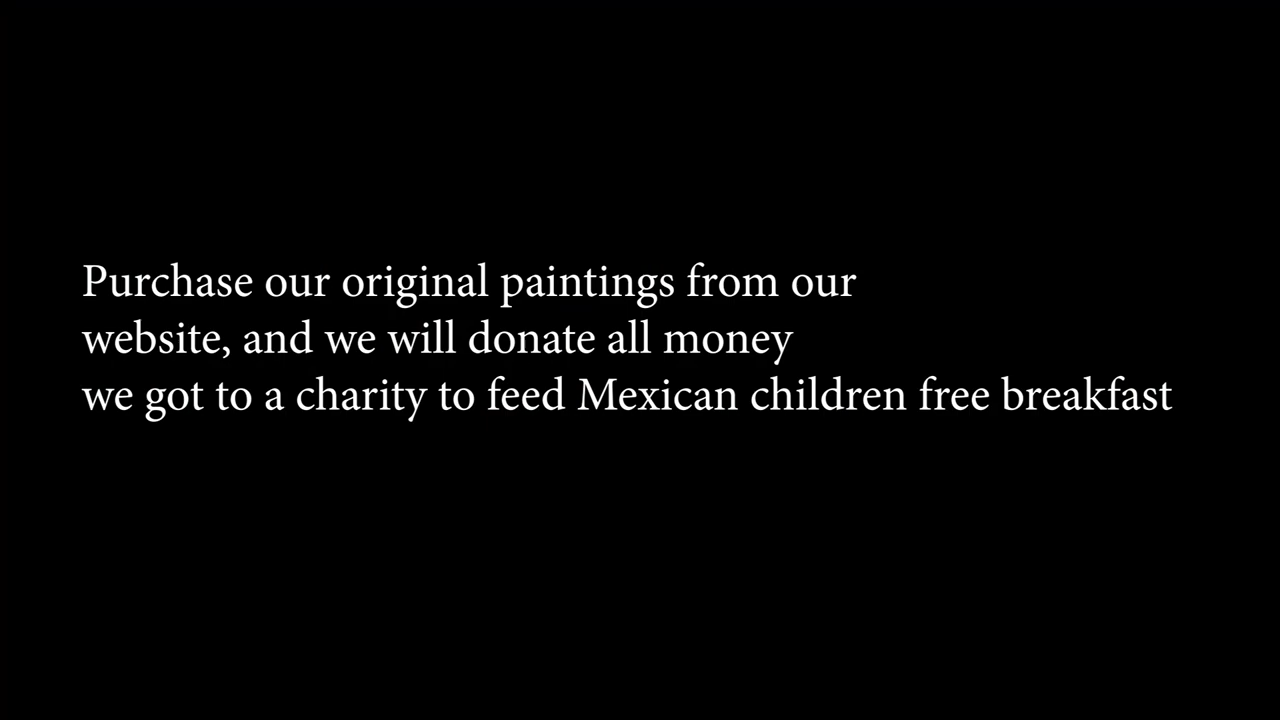 Purchase our original paintings from our
website, and we will donate all money
we got to a charity to feed Mexican children free breakfast